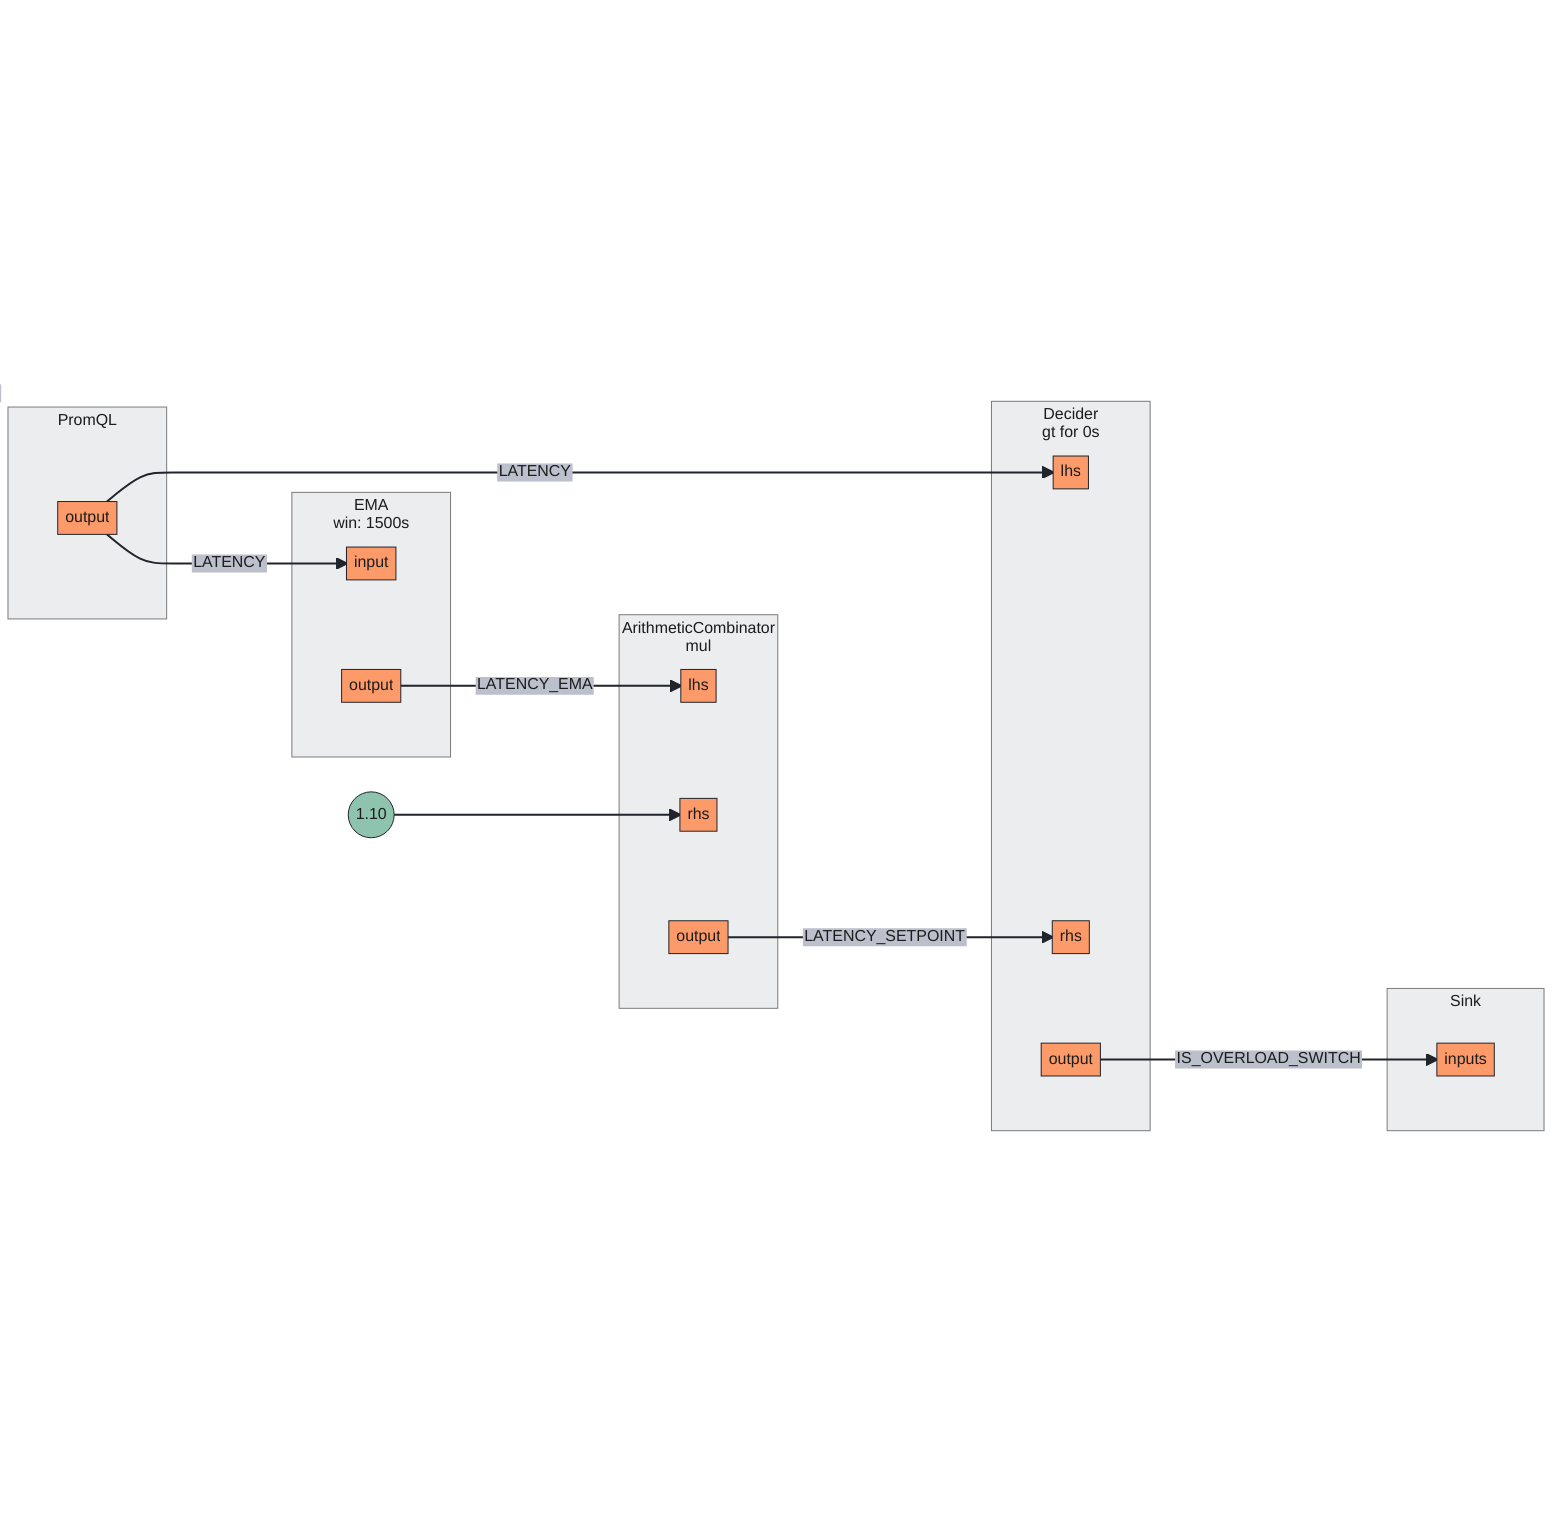 PromQL
output
LATENCY
LATENCY
EMA
win: 1500s
input
output
LATENCY_EMA
1.10
ArithmeticCombinator
mul
lhs
rhs
output
LATENCY_SETPOINT
Decider
gt for 0s
lhs
rhs
output
IS_OVERLOAD_SWITCH
Sink
inputs